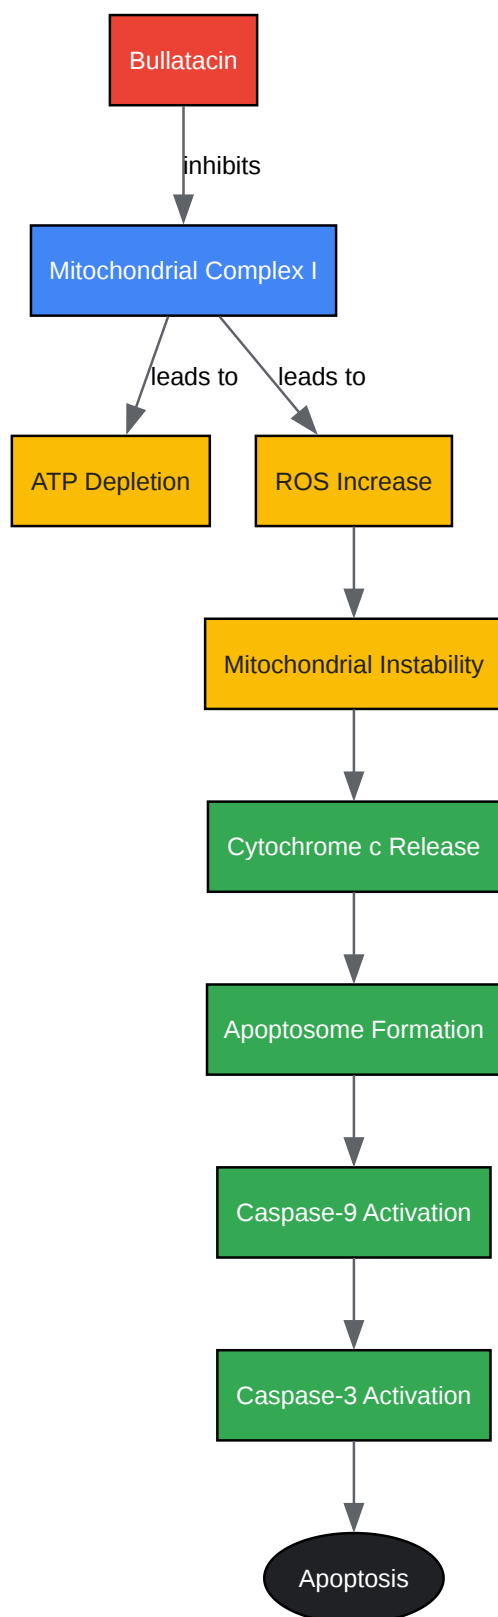 Bullatacin
inhibits
Mitochondrial Complex I
leads to
leads to
ATP Depletion
ROS Increase
Mitochondrial Instability
Cytochrome c Release
Apoptosome Formation
Caspase-9 Activation
Caspase-3 Activation
Apoptosis